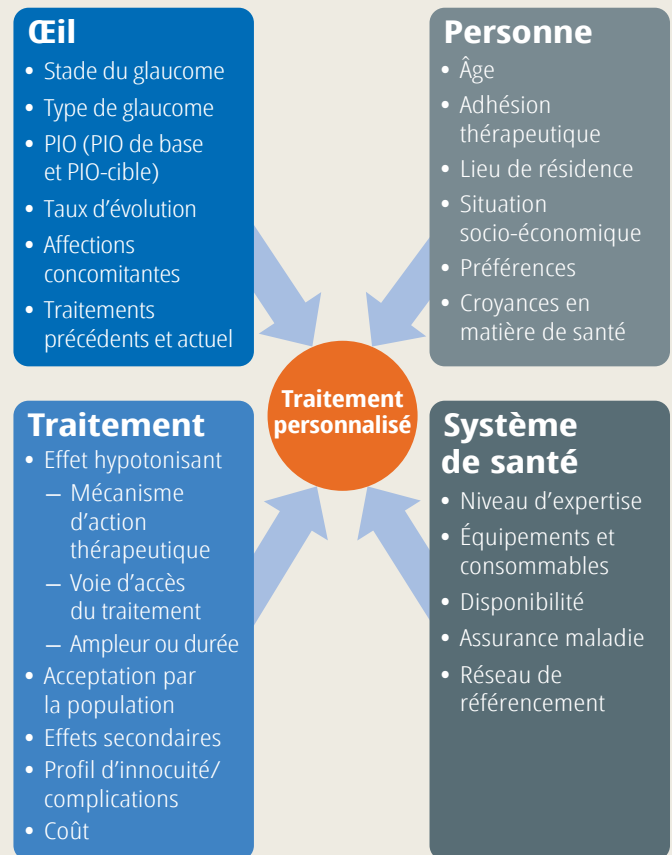 Œil
• Stade du glaucome
• Type de glaucome
• PIO (PIO de base
et PIO-cible)
• Taux d’évolution
• Affections
concomitantes
• Traitements
précédents et actuel
Personne
• Âge
• Adhésion
thérapeutique
• Lieu de résidence
• Situation
socio-économique
• Préférences
• Croyances en
matière de santé
Traitement
personnalisé
Traitement
• Effet hypotonisant
– Mécanisme
d’action
thérapeutique
– Voie d’accès
du traitement
– Ampleur ou durée
• Acceptation par
la population
• Effets secondaires
• Profil d’innocuité/
complications
• Coût
Système
de santé
• Niveau d’expertise
• Équipements et
consommables
• Disponibilité
• Assurance maladie
• Réseau de
référencement